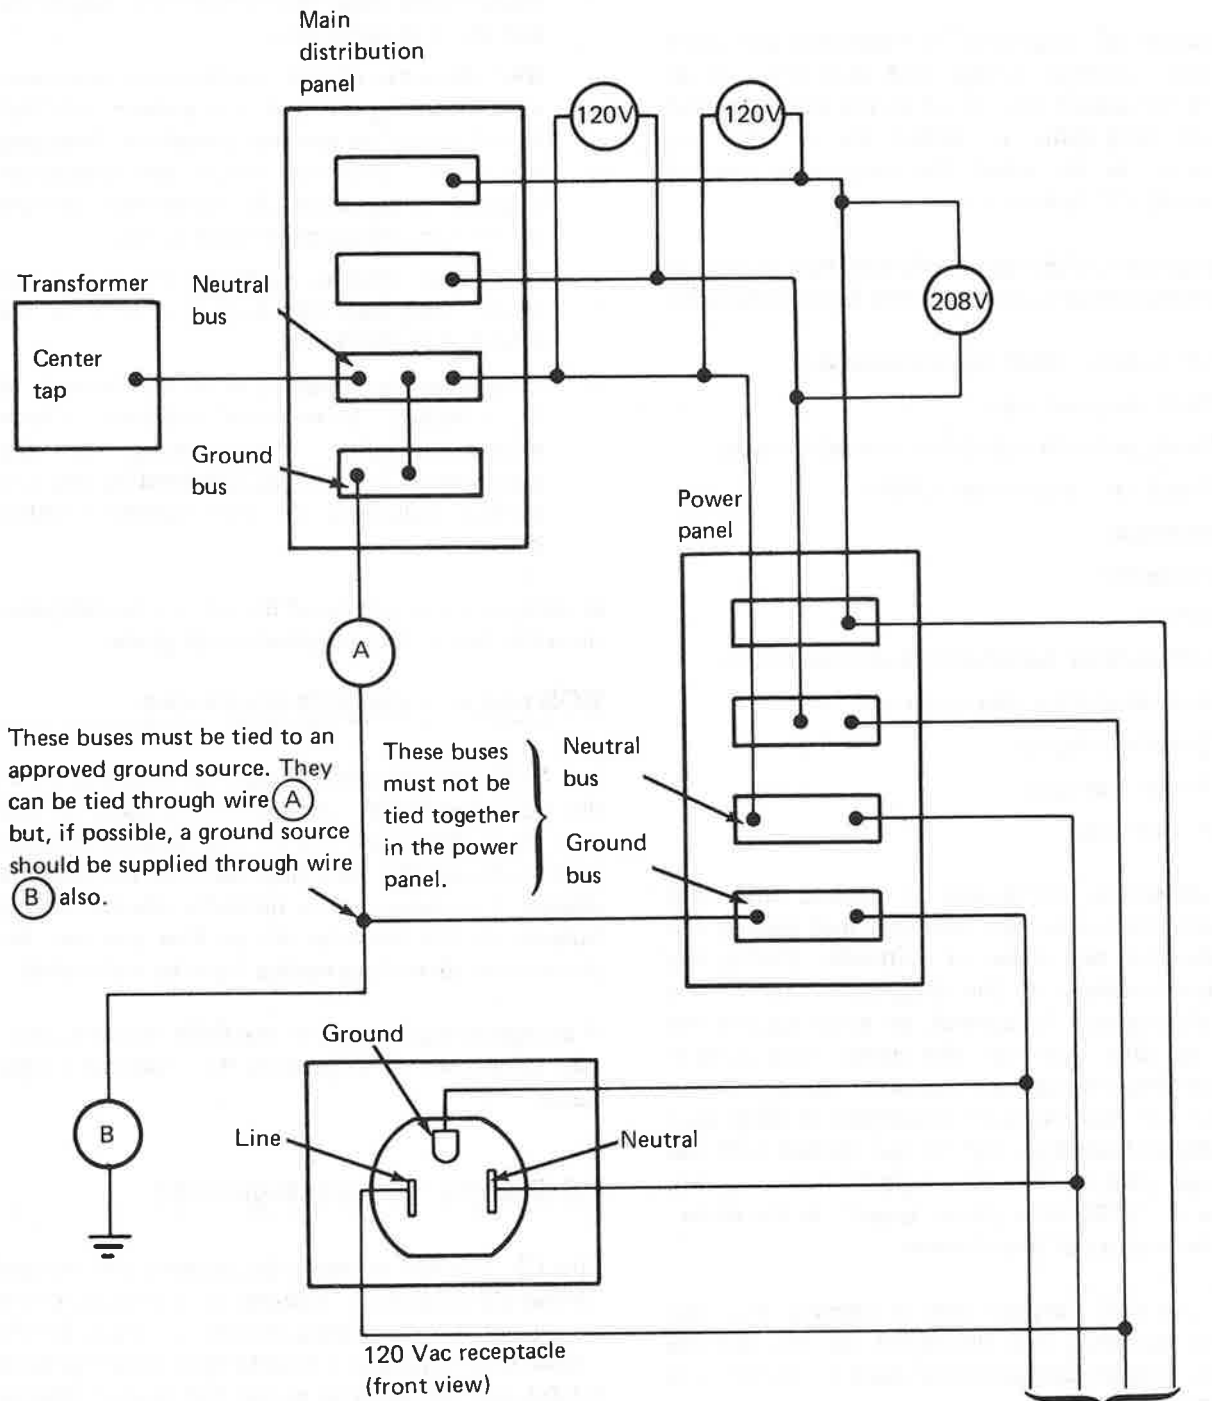 Main
distribution
panel
120V
120V
Transformer
Neutral
bus
208V
Center
tap
Ground
bus
Power
panel
A
These buses must be tied to an
approved ground source. They
can be tied through wire A
but, if possible, a ground source
should be supplied through wire
B also.
These buses
must not be
tied together
in the power
panel.
Neutral
bus
Ground
bus
Ground
B
Line
Neutral
120 Vac receptacle
(front view)